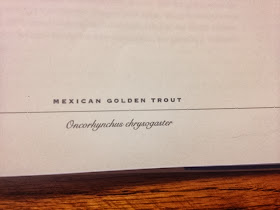 MEXICAN GOLDEN TROUT
Oncorhynchus chrysogaster